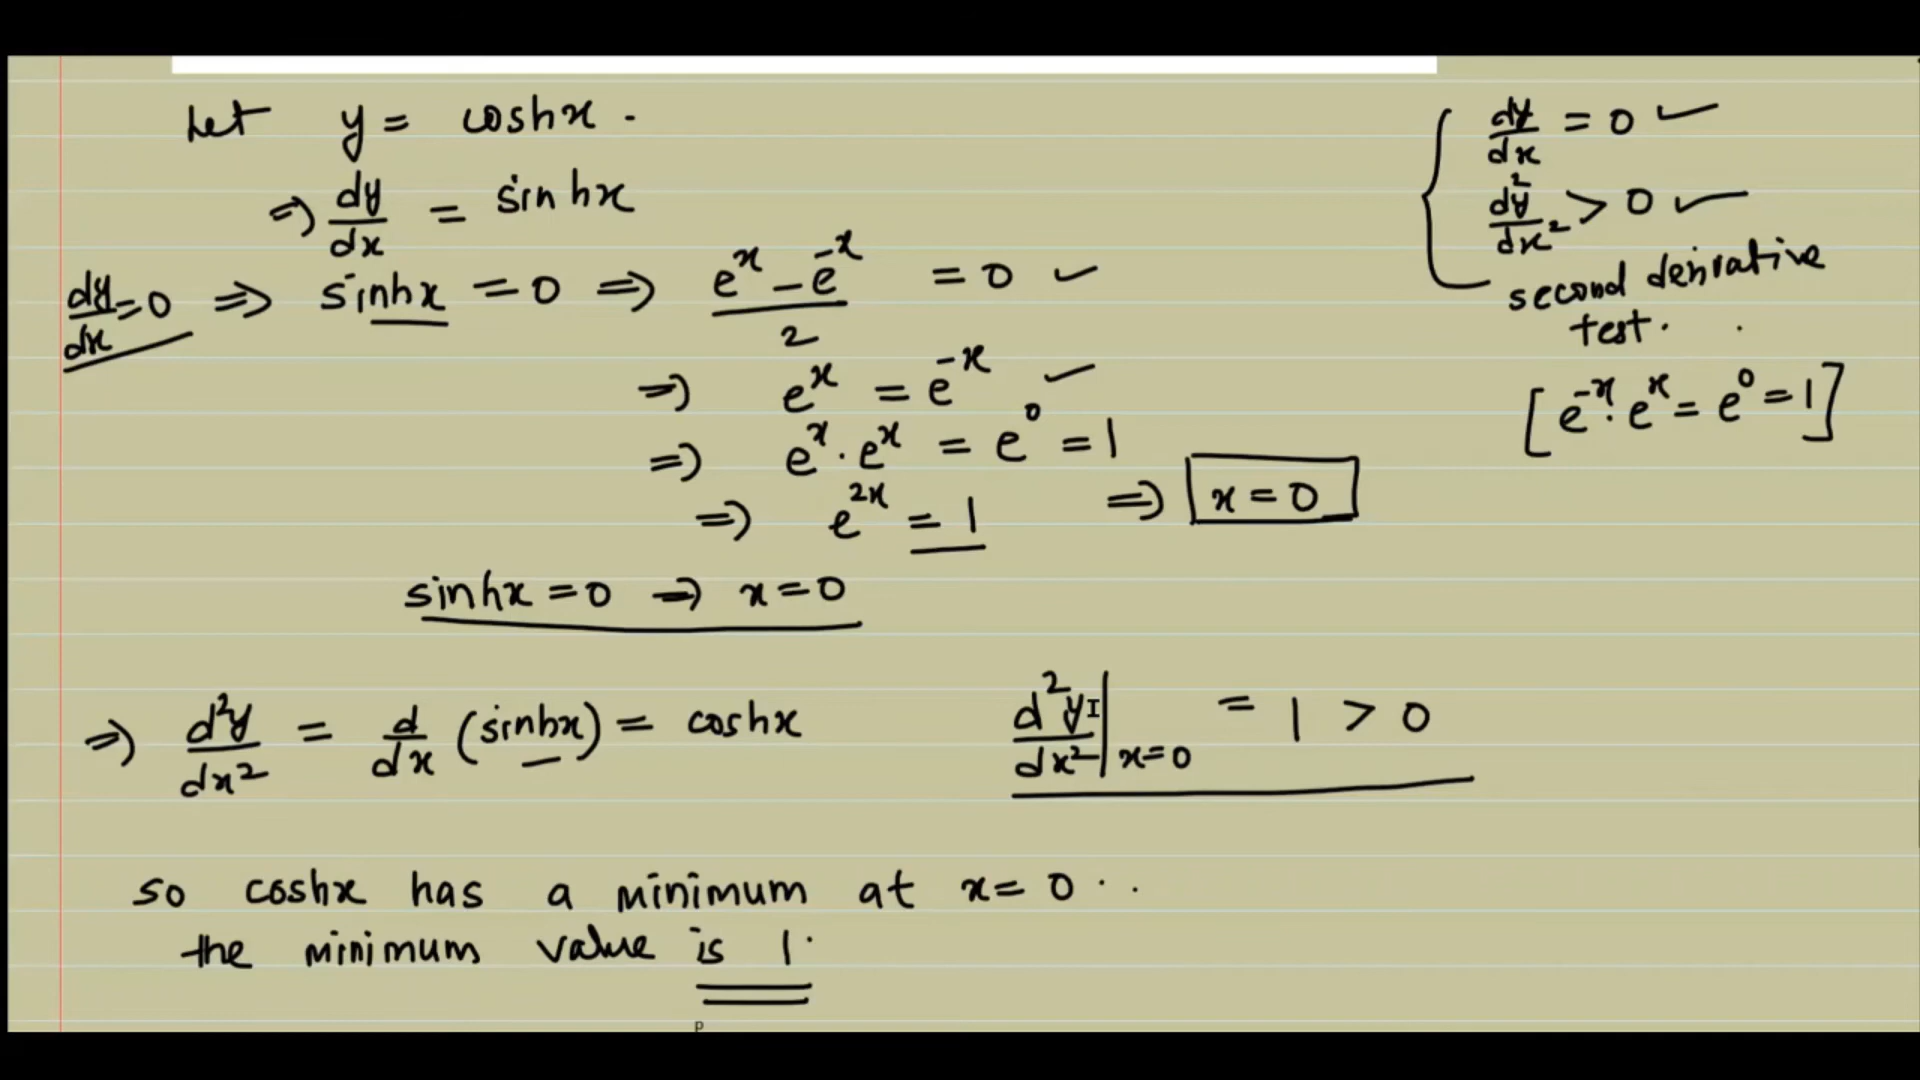 Let y = coshx.
⇒ dy/dx = sinhx
dy/dx = 0 ⇒ sinhx = 0 ⇒ (e^x - e^-x)/2 = 0 ✓
⇒ e^x = e^-x ✓
⇒ e^x . e^x = e^0 = 1
⇒ e^2x = 1 ⇒ x = 0
sinhx = 0 → x = 0
⇒ d²y/dx² = d/dx (sinhx) = coshx
d²y/dx² | x=0 = 1 > 0
so coshx has a minimum at x = 0 . .
the minimum value is 1.
dy/dx = 0 ✓
d²y/dx² > 0 ✓
second derivative
test.
[e^-x . e^x = e^0 = 1]
P